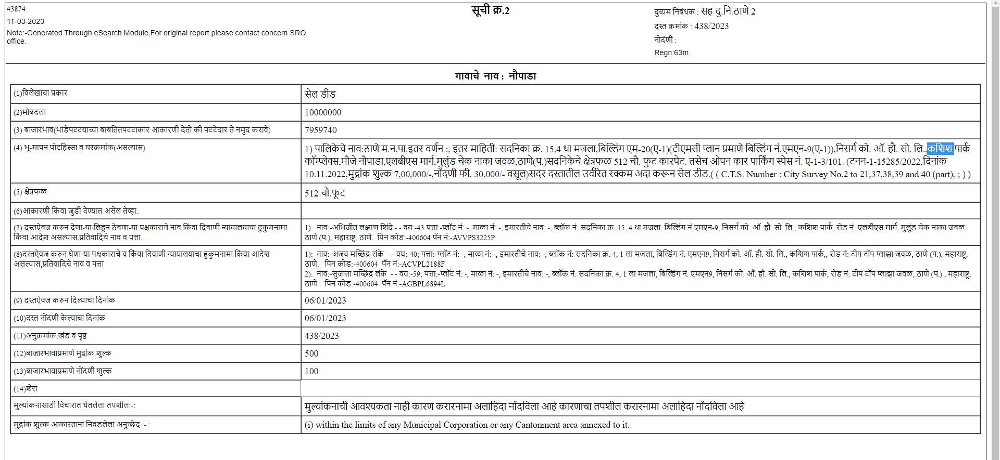 43874
11-03-2023
Note:-Generated Through eSearch Module,For original report please contact concern SRO
office.
सूची क्र.2
दुय्यम निबंधक : सह दु.नि.ठाणे 2
दस्त क्रमांक : 438/2023
नोदंणी :
Regn:63m
गावाचे नाव : नौपाडा
(1)विलेखाचा प्रकार
सेल डीड
(2)मोबदला
10000000
(3) बाजारभाव(भाडेपटटयाच्या बाबतितपटटाकार आकारणी देतो की पटटेदार ते नमुद करावे)
7959740
(4) भू-मापन,पोटहिस्सा व घरक्रमांक(असल्यास)
1) पालिकेचे नाव:ठाणे म.न.पा.इतर वर्णन :, इतर माहिती: सदनिका क्र. 15,4 था मजला,बिल्डिंग एम-20(ए-1)(टीएमसी प्लान प्रमाणे बिल्डिंग नं.एमएन-9(ए-1)),निसर्ग को. ऑ. हौ. सो. लि.,कशिश पार्क
कॉम्प्लेक्स,मौजे नौपाडा,एलबीएस मार्ग,मुलुंड चेक नाका जवळ,ठाणे(प.)सदनिकेचे क्षेत्रफळ 512 चौ. फुट कारपेट. तसेच ओपन कार पार्किंग स्पेस नं. ए-1-3/101. (टनन-1-15285/2022,दिनांक
10.11.2022,मुद्रांक शुल्क 7,00,000/-,नोंदणी फी. 30,000/- वसूल)सदर दस्तातील उर्वरित रक्कम अदा करून सेल डीड.( ( C.T.S. Number : City Survey No.2 to 21,37,38,39 and 40 (part), ; ) )
(5) क्षेत्रफळ
512 चौ.फूट
(6)आकारणी किंवा जुडी देण्यात असेल तेव्हा.
(7) दस्तऐवज करुन देणा-या/लिहून ठेवणा-या पक्षकाराचे नाव किंवा दिवाणी न्यायालयाचा हुकुमनामा
किंवा आदेश असल्यास,प्रतिवादिचे नाव व पत्ता.
1): नाव:-अभिजीत लक्ष्मण शिंदे - - वय:-43 पत्ता:-प्लॉट नं: -, माळा नं: -, इमारतीचे नाव: -, ब्लॉक नं: सदनिका क्र. 15, 4 था मजला, बिल्डिंग नं.एमएन-9, निसर्ग को. ऑ. हौ. सो. लि., कशिश पार्क, रोड नं: एलबीएस मार्ग, मुलुंड चेक नाका जवळ,
ठाणे (प.), महाराष्ट्र, ठाणे. पिन कोड:-400604 पॅन नं:-AVVPS3225P
(8)दस्तऐवज करुन घेणा-या पक्षकाराचे व किंवा दिवाणी न्यायालयाचा हुकुमनामा किंवा आदेश
असल्यास,प्रतिवादिचे नाव व पत्ता
1): नाव:-अजय मच्छिंद्र लंके - - वय:-40; पत्ता:-प्लॉट नं: -, माळा नं: -, इमारतीचे नाव: -, ब्लॉक नं: सदनिका क्र. 4, 1 ला मजला, बिल्डिंग नं. एमएन9, निसर्ग को. ऑ. हौ. सो. लि., कशिश पार्क,, रोड नं: टीप टॉप प्लाझा जवळ, ठाणे (प.), महाराष्ट्र,
ठाणे. पिन कोड:-400604 पॅन नं:-ACVPL2188F
2): नाव:-सुजाता मच्छिंद्र लंके - - वय:-59; पत्ता:-प्लॉट नं: -, माळा नं: -, इमारतीचे नाव: -, ब्लॉक नं: सदनिका क्र. 4, 1 ला मजला, बिल्डिंग नं. एमएन9, निसर्ग को. ऑ. हौ. सो. लि., कशिश पार्क, रोड नं: टीप टॉप प्लाझा जवळ, ठाणे (प.) , महाराष्ट्र,
ठाणे. पिन कोड:-400604 पॅन नं:-AGBPL6894L
(9) दस्तऐवज करुन दिल्याचा दिनांक
06/01/2023
(10)दस्त नोंदणी केल्याचा दिनांक
06/01/2023
(11)अनुक्रमांक,खंड व पृष्ठ
438/2023
(12)बाजारभावाप्रमाणे मुद्रांक शुल्क
500
(13)बाजारभावाप्रमाणे नोंदणी शुल्क
100
(14)शेरा
मुल्यांकनासाठी विचारात घेतलेला तपशील:-:
मुल्यांकनाची आवश्यकता नाही कारण करारनामा अलाहिदा नोंदविला आहे कारणाचा तपशील करारनामा अलाहिदा नोंदविला आहे
मुद्रांक शुल्क आकारताना निवडलेला अनुच्छेद :- :
(i) within the limits of any Municipal Corporation or any Cantonment area annexed to it.